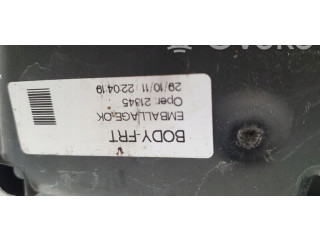 BODY-FRT
EMBALLAGE:OK
Oper: 21345
29/10/11 22:04:19